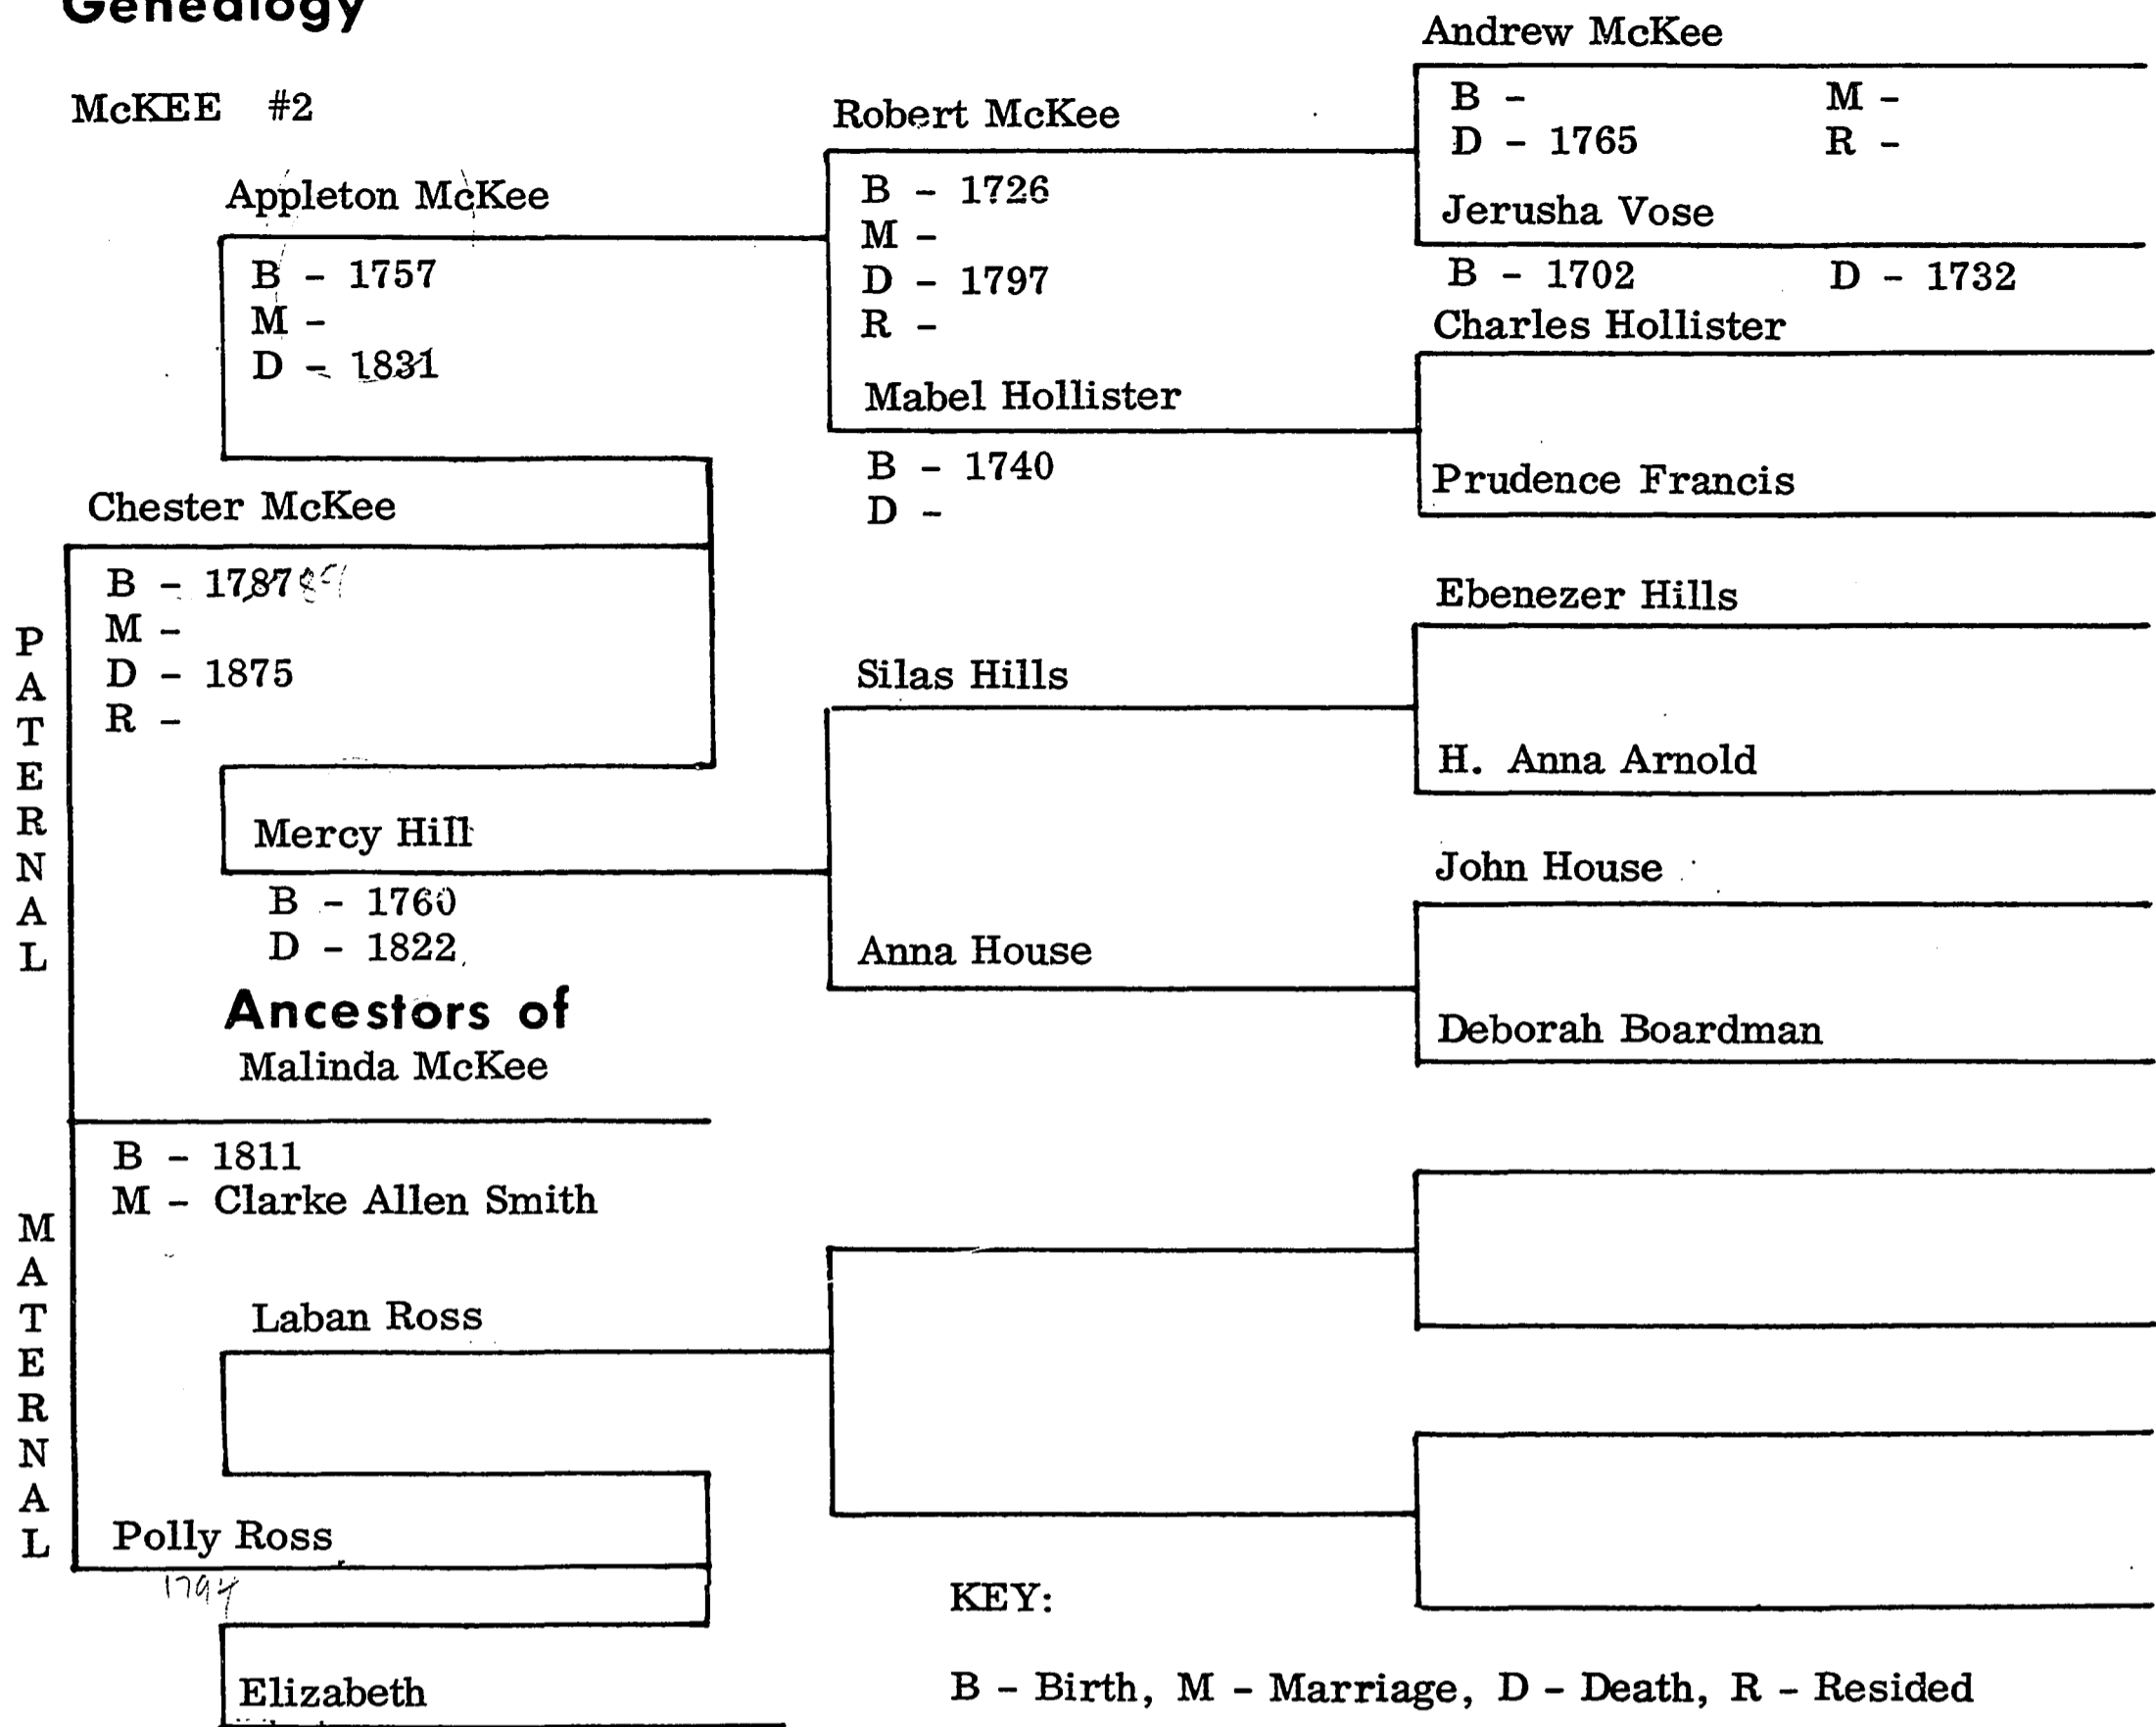 Genealogy
McKEE #2
Andrew McKee
B -
M -
D - 1765
R -
Jerusha Vose
B - 1702
D - 1732
Robert McKee
B - 1726
M -
D - 1797
R -
Mabel Hollister
B - 1740
D -
Charles Hollister
Prudence Francis
Appleton McKee
B - 1757
M -
D - 1831
Chester McKee
B - 1787 89
M -
D - 1875
R -
PATERNAL
Mercy Hill
B - 1760
D - 1822
Silas Hills
Anna House
Ebenezer Hills
H. Anna Arnold
John House
Deborah Boardman
Ancestors of
Malinda McKee
B - 1811
M - Clarke Allen Smith
MATERNAL
Laban Ross
Polly Ross
1794
Elizabeth
KEY:
B - Birth, M - Marriage, D - Death, R - Resided